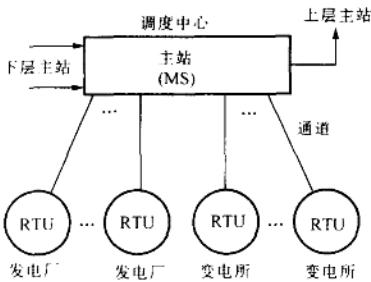 调度中心
上层主站
下层主站
主站
(MS)
...
...
通道
RTU ... RTU RTU ... RTU
发电厂 发电厂 变电所 变电所